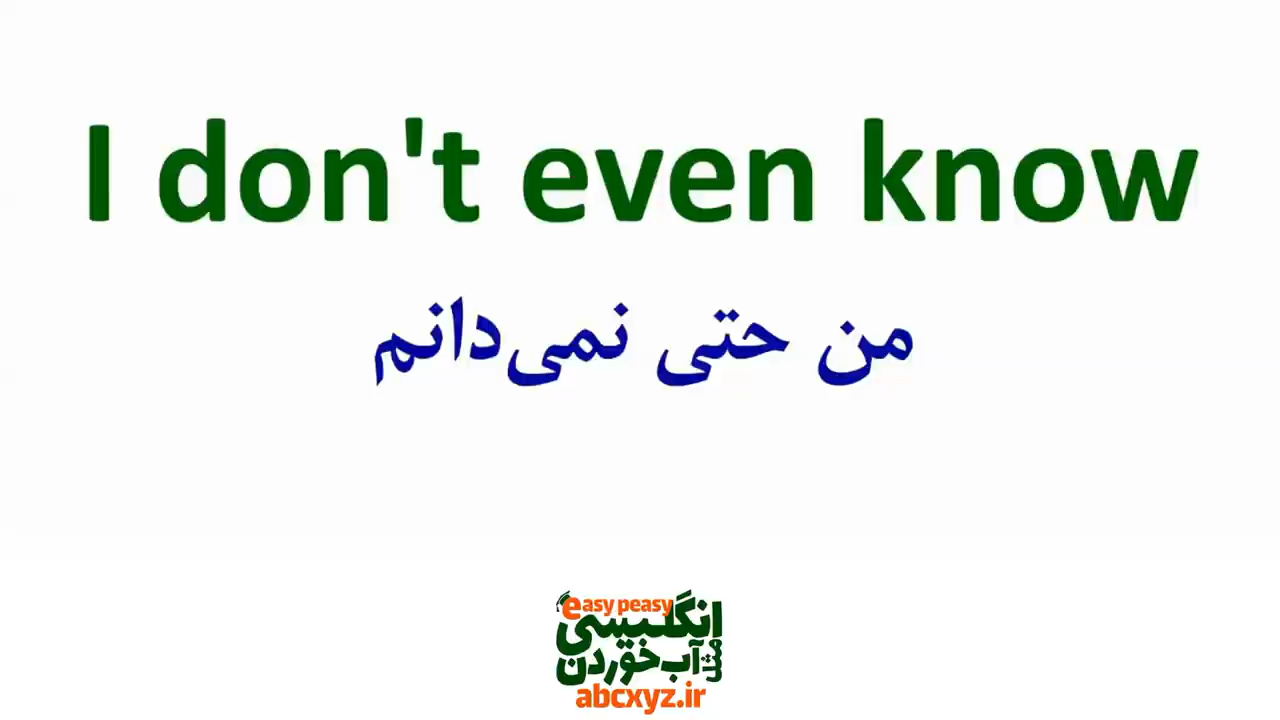 I don't even know
من حتی نمی‌دانم
easy peasy
انگلیسی
مثل آب خوردن
abcxyz.ir